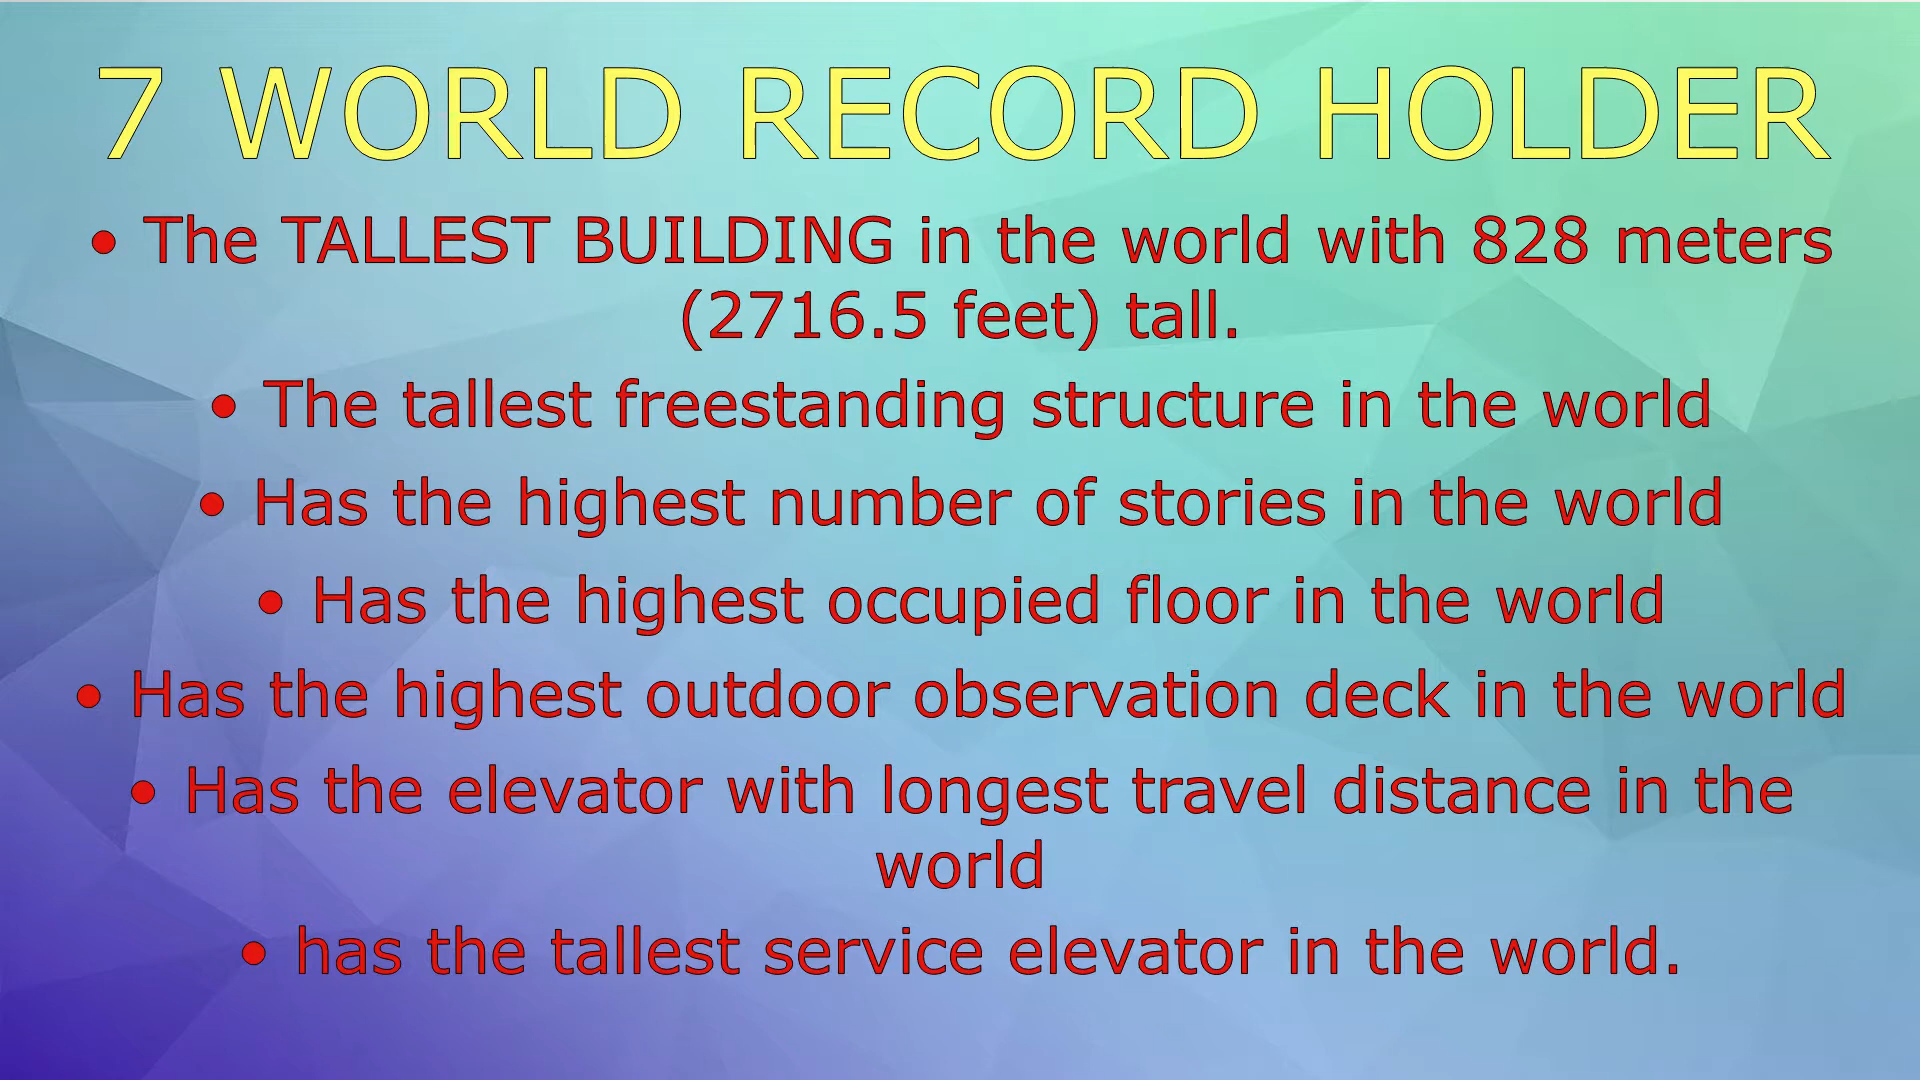 7 WORLD RECORD HOLDER
• The TALLEST BUILDING in the world with 828 meters
(2716.5 feet) tall.
• The tallest freestanding structure in the world
• Has the highest number of stories in the world
• Has the highest occupied floor in the world
• Has the highest outdoor observation deck in the world
• Has the elevator with longest travel distance in the
world
• has the tallest service elevator in the world.